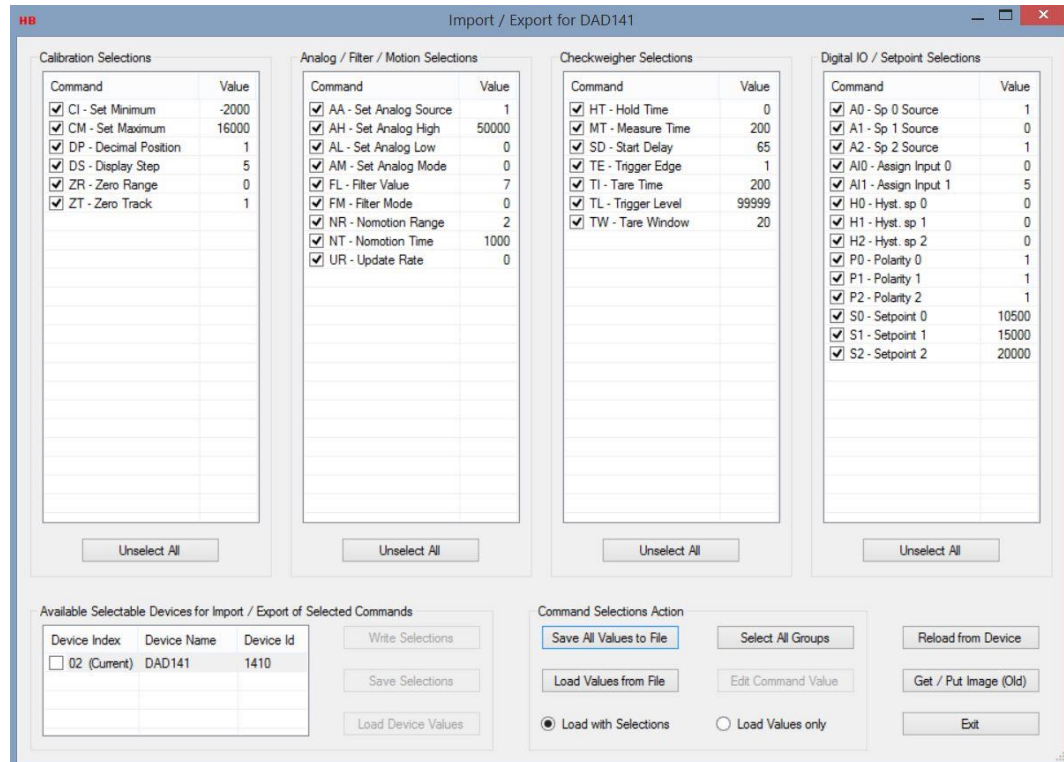 HB
Import / Export for DAD141
Calibration Selections
Command Value
CI - Set Minimum -2000
CM - Set Maximum 16000
DP - Decimal Position 1
DS - Display Step 5
ZR - Zero Range 0
ZT - Zero Track 1
Unselect All
Analog / Filter / Motion Selections
Command Value
AA - Set Analog Source 1
AH - Set Analog High 50000
AL - Set Analog Low 0
AM - Set Analog Mode 0
FL - Filter Value 7
FM - Filter Mode 0
NR - Nomotion Range 2
NT - Nomotion Time 1000
UR - Update Rate 0
Unselect All
Checkweigher Selections
Command Value
HT - Hold Time 0
MT - Measure Time 200
SD - Start Delay 65
TE - Trigger Edge 1
TI - Tare Time 200
TL - Trigger Level 99999
TW - Tare Window 20
Unselect All
Digital IO / Setpoint Selections
Command Value
A0 - Sp 0 Source 1
A1 - Sp 1 Source 0
A2 - Sp 2 Source 1
AI0 - Assign Input 0 0
AI1 - Assign Input 1 5
H0 - Hyst. sp 0 0
H1 - Hyst. sp 1 0
H2 - Hyst. sp 2 0
P0 - Polarity 0 1
P1 - Polarity 1 1
P2 - Polarity 2 1
S0 - Setpoint 0 10500
S1 - Setpoint 1 15000
S2 - Setpoint 2 20000
Unselect All
Available Selectable Devices for Import / Export of Selected Commands
Device Index Device Name Device Id
02 (Current) DAD141 1410
Write Selections
Save Selections
Load Device Values
Command Selections Action
Save All Values to File Select All Groups
Load Values from File Edit Command Value
Load with Selections Load Values only
Reload from Device
Get / Put Image (Old)
Exit